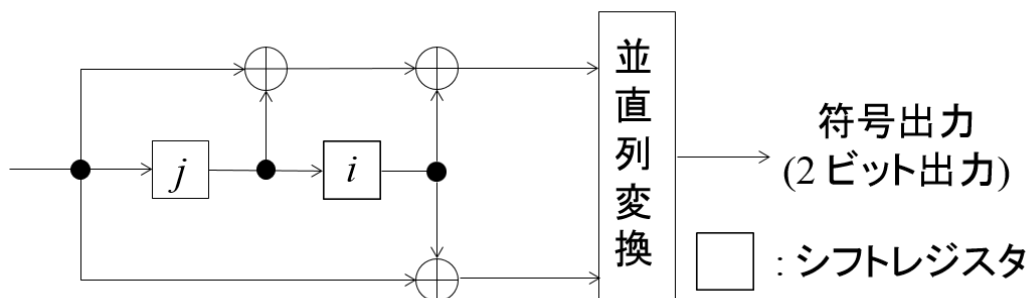 j
i
並直列変換
符号出力
(2 ビット出力)
: シフトレジスタ